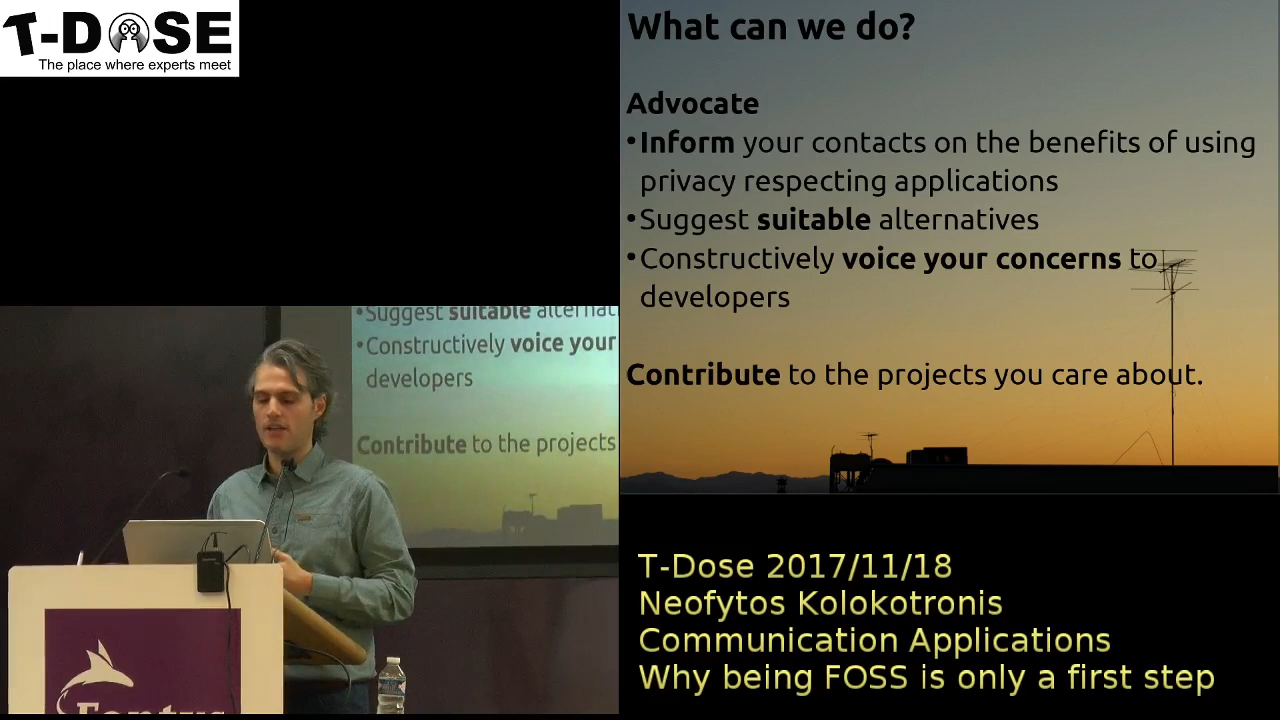 T-DOSE
The place where experts meet
What can we do?
Advocate
•Inform your contacts on the benefits of using
privacy respecting applications
•Suggest suitable alternatives
•Constructively voice your concerns to
developers
Contribute to the projects you care about.
•Suggest suitable alternati
•Constructively voice your
developers
Contribute to the projects
Fontys
T-Dose 2017/11/18
Neofytos Kolokotronis
Communication Applications
Why being FOSS is only a first step